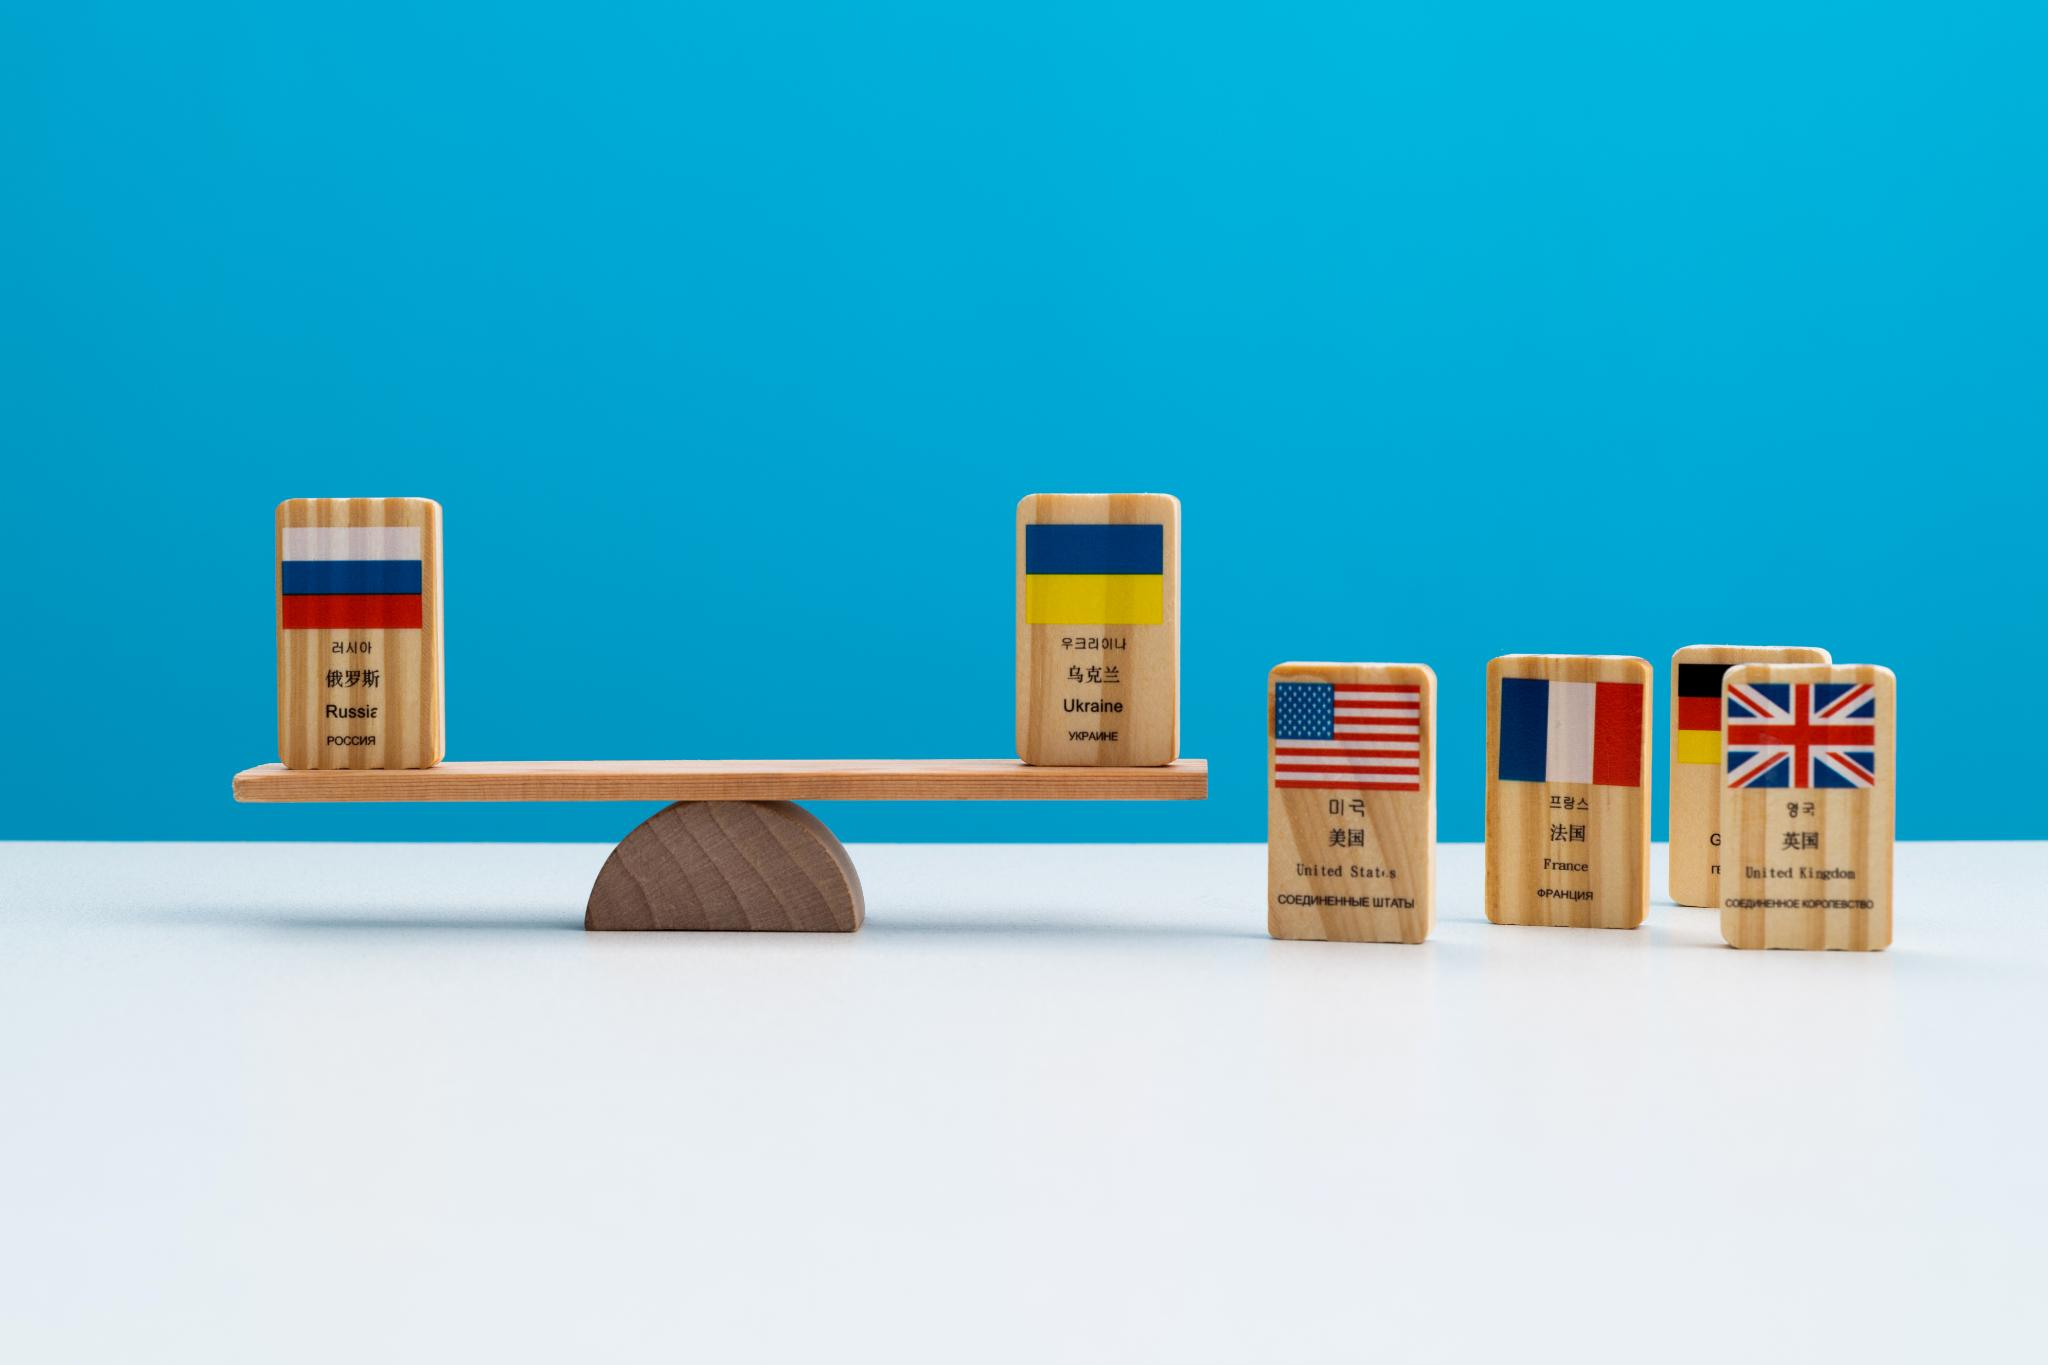 러시아
俄罗斯
Russia
РОССИЯ
우크라이나
乌克兰
Ukraine
УКРАИНЕ
미국
美国
United States
СОЕДИНЕННЫЕ ШТАТЫ
프랑스
法国
France
ФРАНЦИЯ
G
ГЕ
영국
英国
United Kingdom
СОЕДИНЕННОЕ КОРОЛЕВСТВО